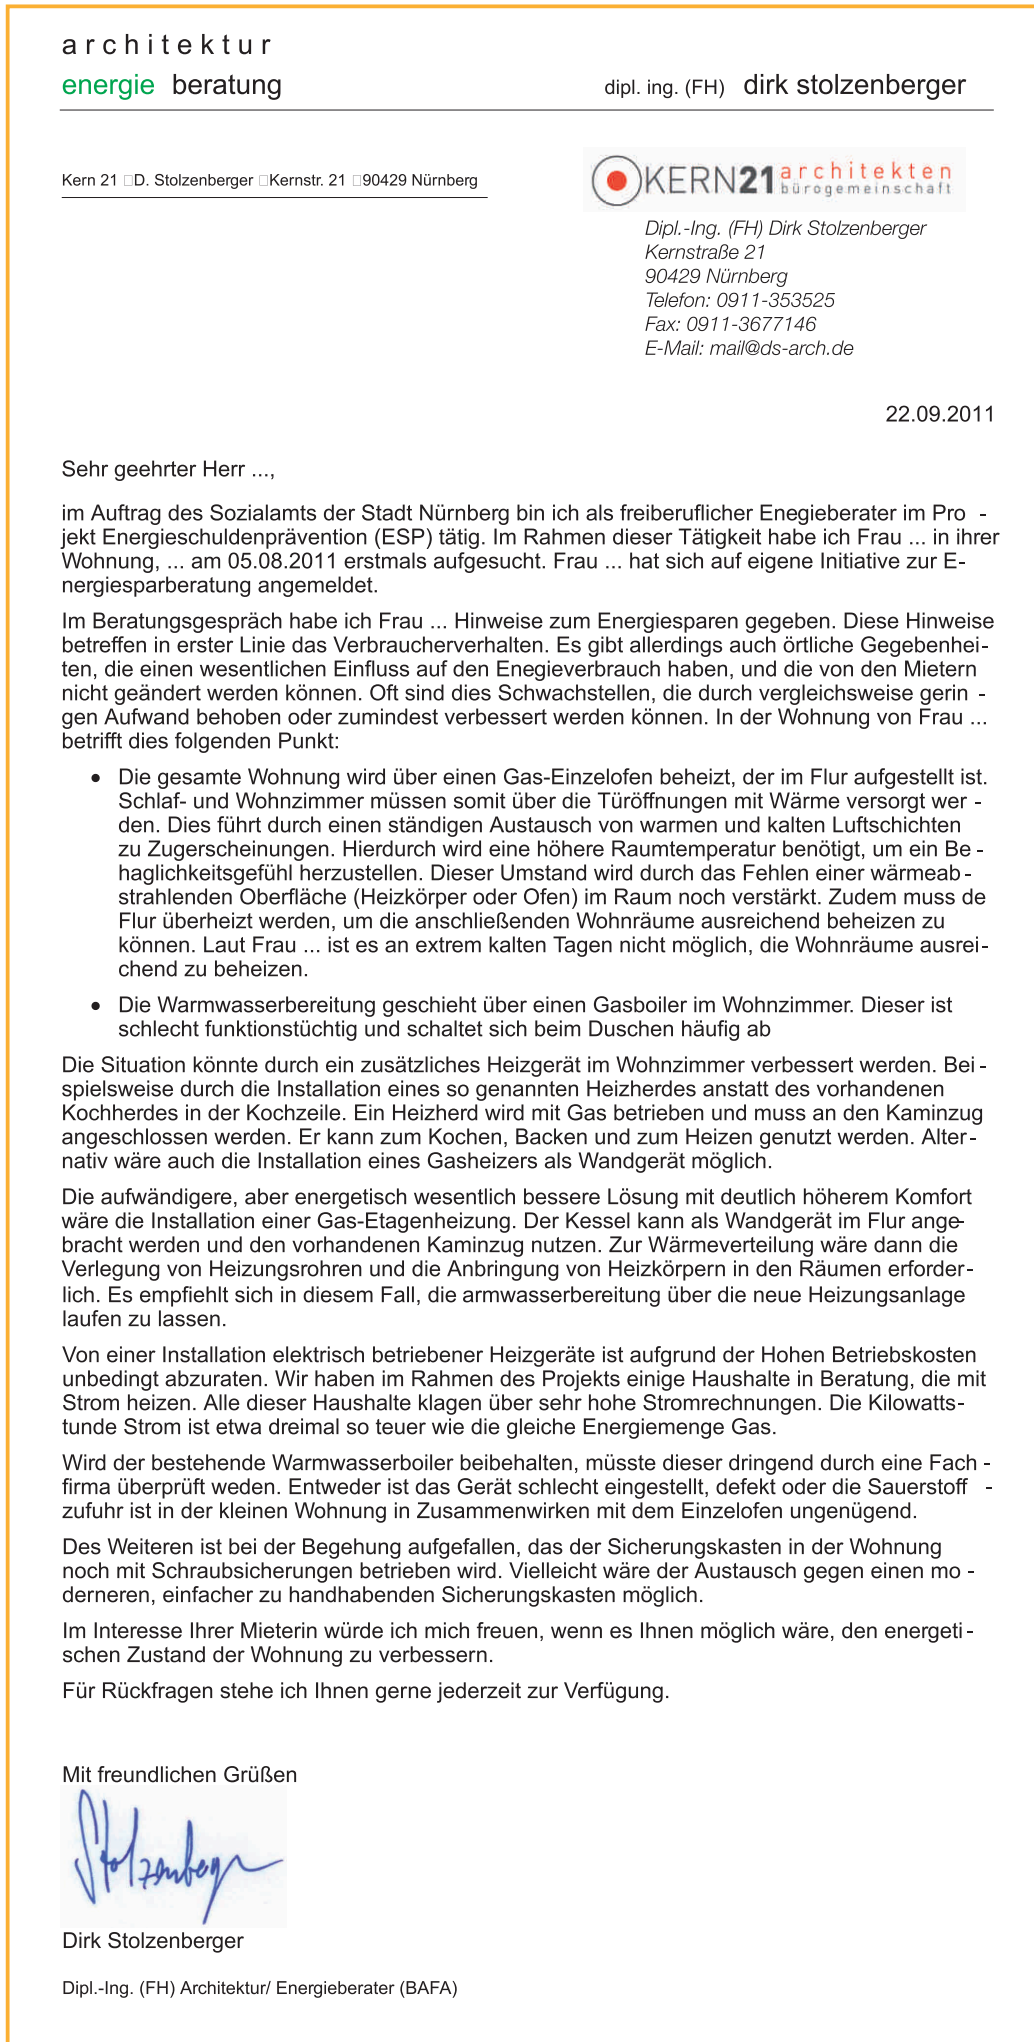 architektur
energie beratung dipl. ing. (FH) dirk stolzenberger
Kern 21 □D. Stolzenberger □Kernstr. 21 □90429 Nürnberg
KERN21 architekten
bürogemeinschaft
Dipl.-Ing. (FH) Dirk Stolzenberger
Kernstraße 21
90429 Nürnberg
Telefon: 0911-353525
Fax: 0911-3677146
E-Mail: mail@ds-arch.de
22.09.2011
Sehr geehrter Herr ...,
im Auftrag des Sozialamts der Stadt Nürnberg bin ich als freiberuflicher Enegieberater im Pro -
jekt Energieschuldenprävention (ESP) tätig. Im Rahmen dieser Tätigkeit habe ich Frau ... in ihrer
Wohnung, ... am 05.08.2011 erstmals aufgesucht. Frau ... hat sich auf eigene Initiative zur E-
nergiesparberatung angemeldet.
Im Beratungsgespräch habe ich Frau ... Hinweise zum Energiesparen gegeben. Diese Hinweise
betreffen in erster Linie das Verbraucherverhalten. Es gibt allerdings auch örtliche Gegebenhei-
ten, die einen wesentlichen Einfluss auf den Enegieverbrauch haben, und die von den Mietern
nicht geändert werden können. Oft sind dies Schwachstellen, die durch vergleichsweise gerin -
gen Aufwand behoben oder zumindest verbessert werden können. In der Wohnung von Frau ...
betrifft dies folgenden Punkt:
• Die gesamte Wohnung wird über einen Gas-Einzelofen beheizt, der im Flur aufgestellt ist.
Schlaf- und Wohnzimmer müssen somit über die Türöffnungen mit Wärme versorgt wer -
den. Dies führt durch einen ständigen Austausch von warmen und kalten Luftschichten
zu Zugerscheinungen. Hierdurch wird eine höhere Raumtemperatur benötigt, um ein Be -
haglichkeitsgefühl herzustellen. Dieser Umstand wird durch das Fehlen einer wärmeab -
strahlenden Oberfläche (Heizkörper oder Ofen) im Raum noch verstärkt. Zudem muss de
Flur überheizt werden, um die anschließenden Wohnräume ausreichend beheizen zu
können. Laut Frau ... ist es an extrem kalten Tagen nicht möglich, die Wohnräume ausrei-
chend zu beheizen.
• Die Warmwasserbereitung geschieht über einen Gasboiler im Wohnzimmer. Dieser ist
schlecht funktionstüchtig und schaltet sich beim Duschen häufig ab
Die Situation könnte durch ein zusätzliches Heizgerät im Wohnzimmer verbessert werden. Bei -
spielsweise durch die Installation eines so genannten Heizherdes anstatt des vorhandenen
Kochherdes in der Kochzeile. Ein Heizherd wird mit Gas betrieben und muss an den Kaminzug
angeschlossen werden. Er kann zum Kochen, Backen und zum Heizen genutzt werden. Alter -
nativ wäre auch die Installation eines Gasheizers als Wandgerät möglich.
Die aufwändigere, aber energetisch wesentlich bessere Lösung mit deutlich höherem Komfort
wäre die Installation einer Gas-Etagenheizung. Der Kessel kann als Wandgerät im Flur ange-
bracht werden und den vorhandenen Kaminzug nutzen. Zur Wärmeverteilung wäre dann die
Verlegung von Heizungsrohren und die Anbringung von Heizkörpern in den Räumen erforder-
lich. Es empfiehlt sich in diesem Fall, die armwasserbereitung über die neue Heizungsanlage
laufen zu lassen.
Von einer Installation elektrisch betriebener Heizgeräte ist aufgrund der Hohen Betriebskosten
unbedingt abzuraten. Wir haben im Rahmen des Projekts einige Haushalte in Beratung, die mit
Strom heizen. Alle dieser Haushalte klagen über sehr hohe Stromrechnungen. Die Kilowatts-
tunde Strom ist etwa dreimal so teuer wie die gleiche Energiemenge Gas.
Wird der bestehende Warmwasserboiler beibehalten, müsste dieser dringend durch eine Fach -
firma überprüft weden. Entweder ist das Gerät schlecht eingestellt, defekt oder die Sauerstoff -
zufuhr ist in der kleinen Wohnung in Zusammenwirken mit dem Einzelofen ungenügend.
Des Weiteren ist bei der Begehung aufgefallen, das der Sicherungskasten in der Wohnung
noch mit Schraubsicherungen betrieben wird. Vielleicht wäre der Austausch gegen einen mo -
derneren, einfacher zu handhabenden Sicherungskasten möglich.
Im Interesse Ihrer Mieterin würde ich mich freuen, wenn es Ihnen möglich wäre, den energeti -
schen Zustand der Wohnung zu verbessern.
Für Rückfragen stehe ich Ihnen gerne jederzeit zur Verfügung.
Mit freundlichen Grüßen
Stolzenberger
Dirk Stolzenberger
Dipl.-Ing. (FH) Architektur/ Energieberater (BAFA)